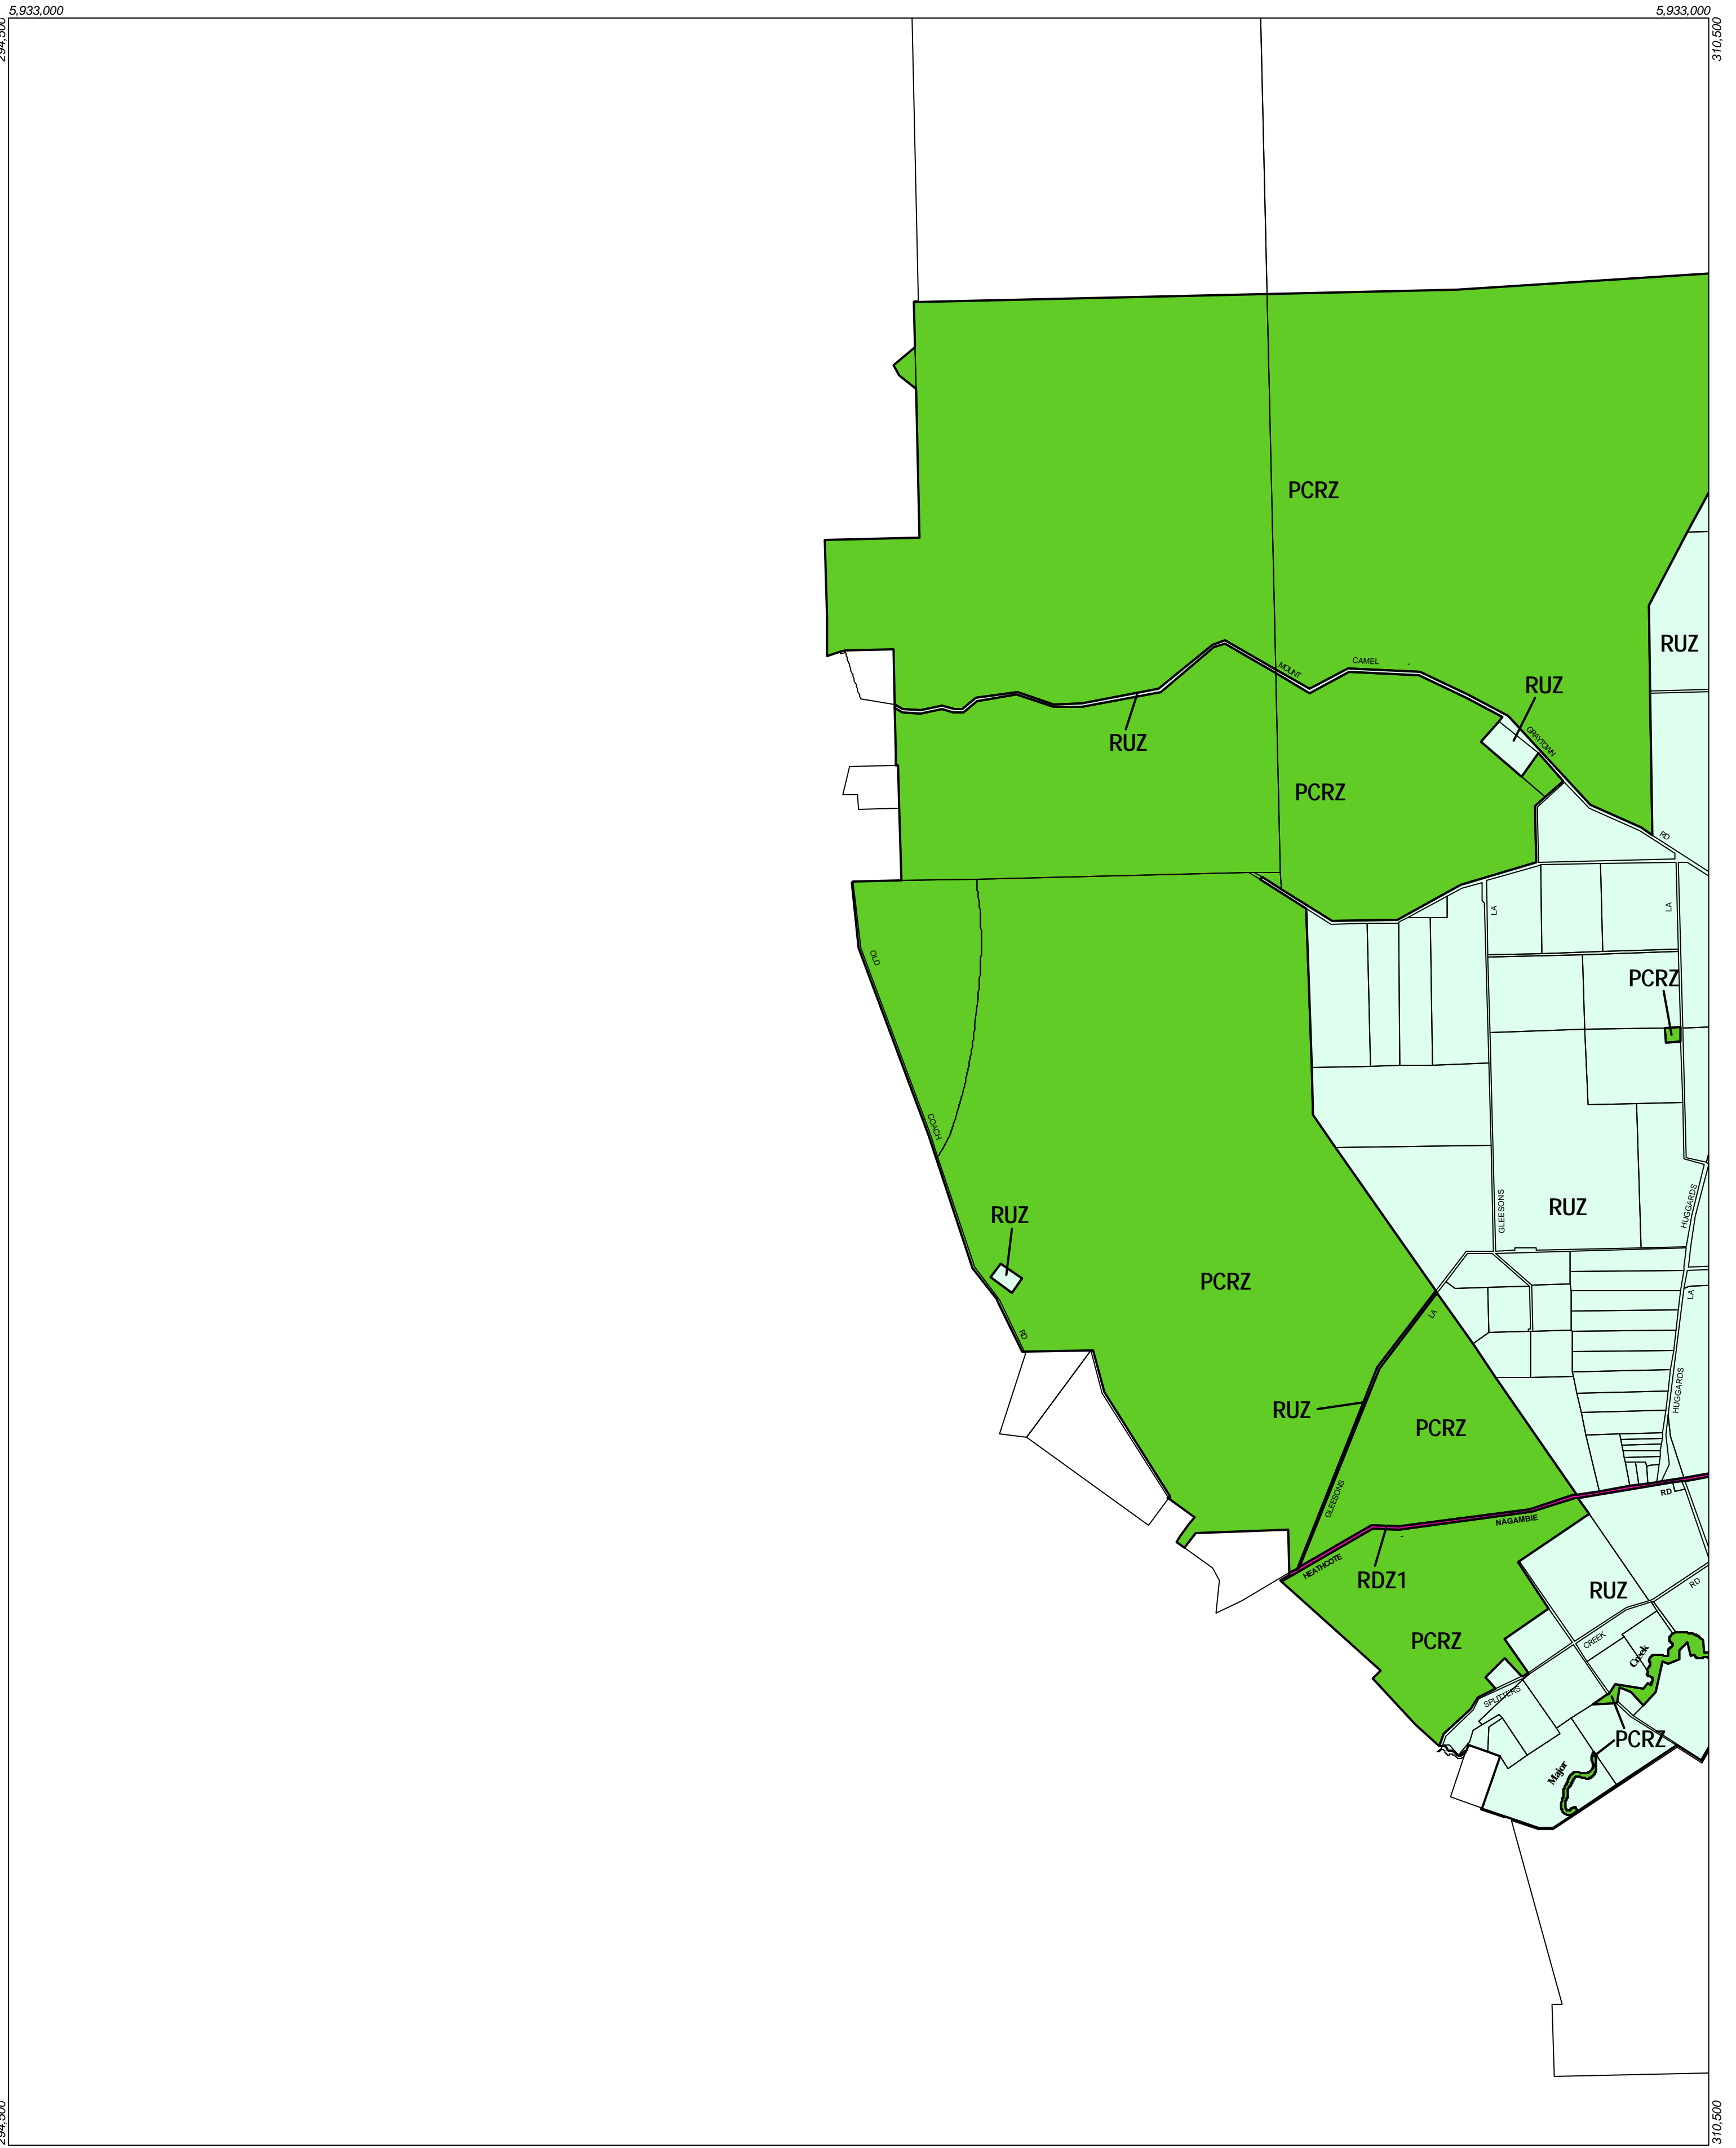 5,933,000
5,933,000
294,500
310,500
PCRZ
RUZ
MOUNT
CAMEL
-
RUZ
GRAYTOWN
RUZ
PCRZ
RD
LA
LA
OLD
PCRZ
COACH
GLEESONS
HUGGARDS
RUZ
RUZ
PCRZ
LA
LA
RD
HUGGARDS
RUZ
PCRZ
GLEESONS
RD
NAGAMBIE
-
HEATHCOTE
RDZ1
RUZ
RD
PCRZ
CREEK
Creek
SPLITTERS
PCRZ
Major
294,500
310,500